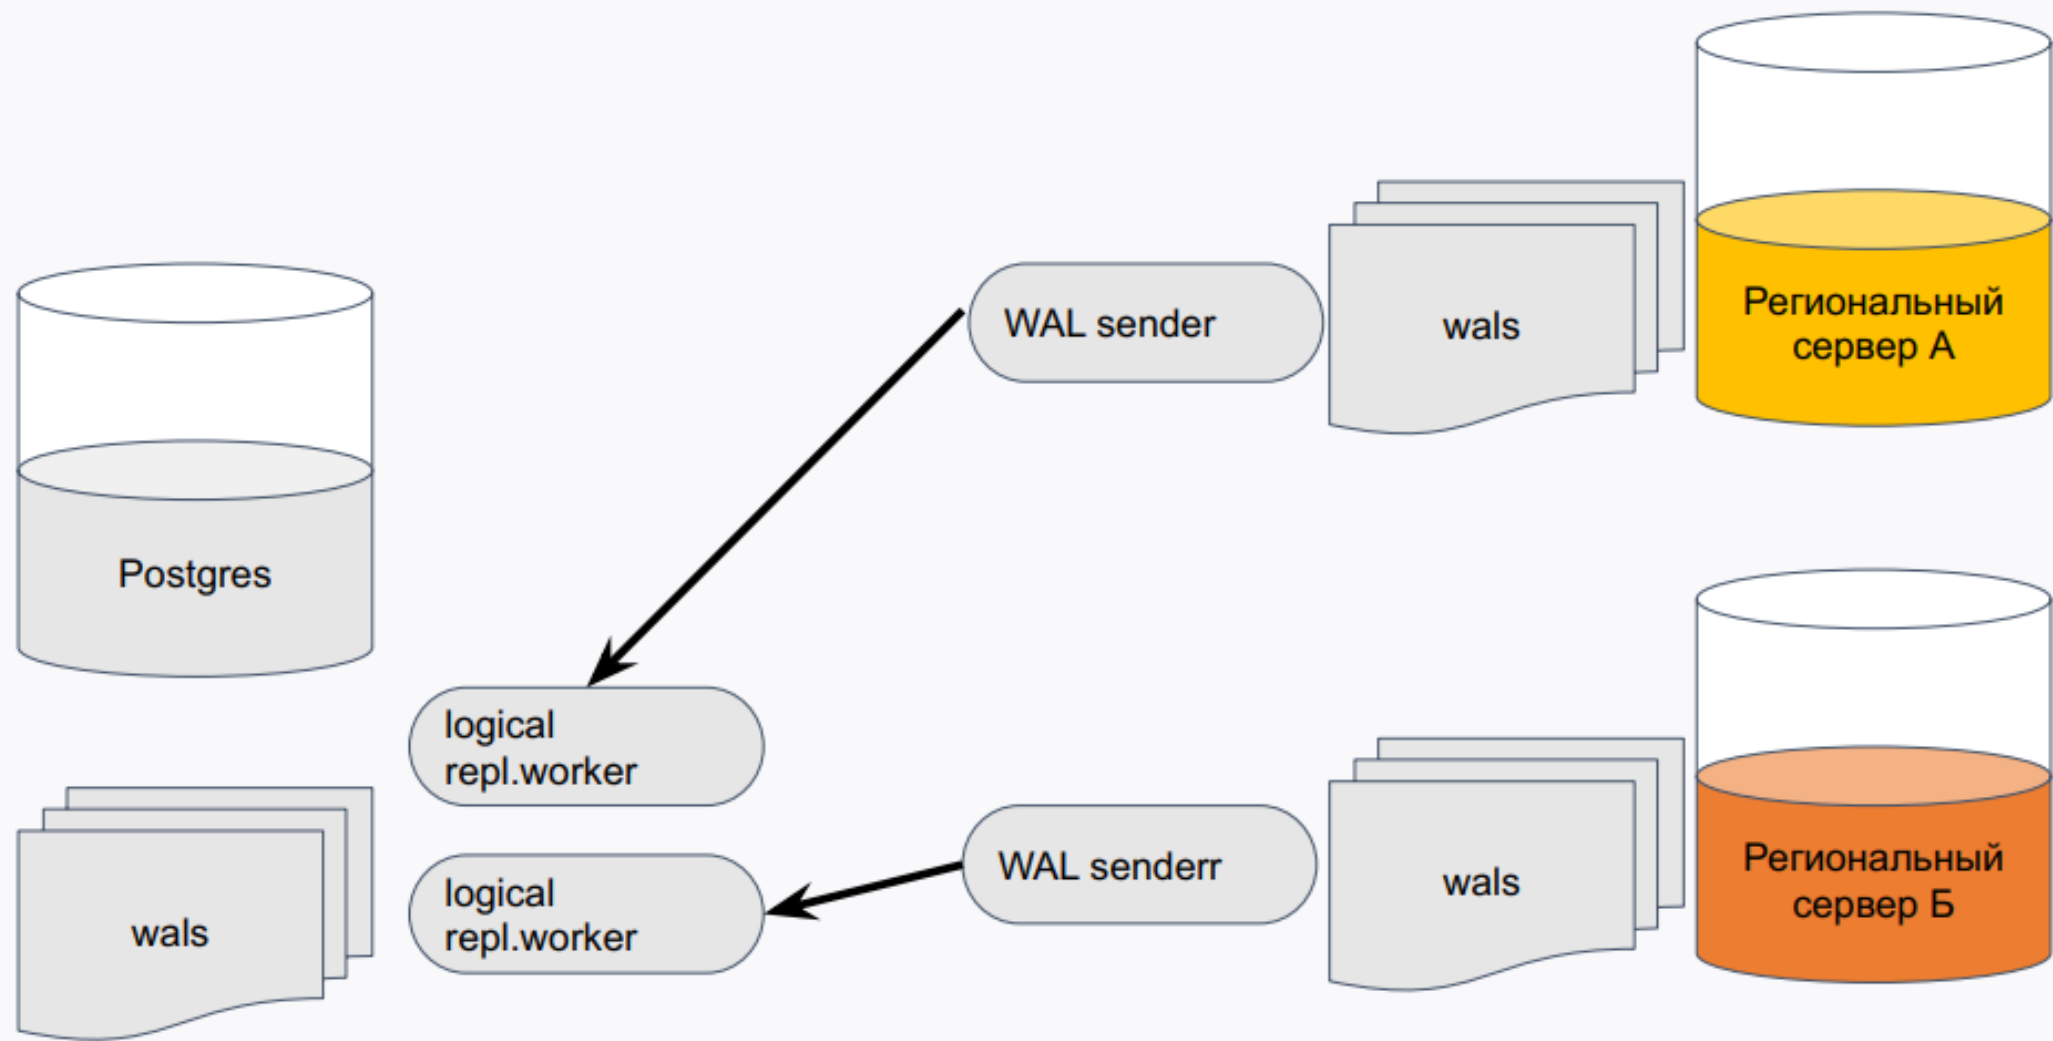 WAL sender
wals
Региональный
сервер А
Postgres
logical
repl.worker
wals
logical
repl.worker
WAL senderr
wals
Региональный
сервер Б